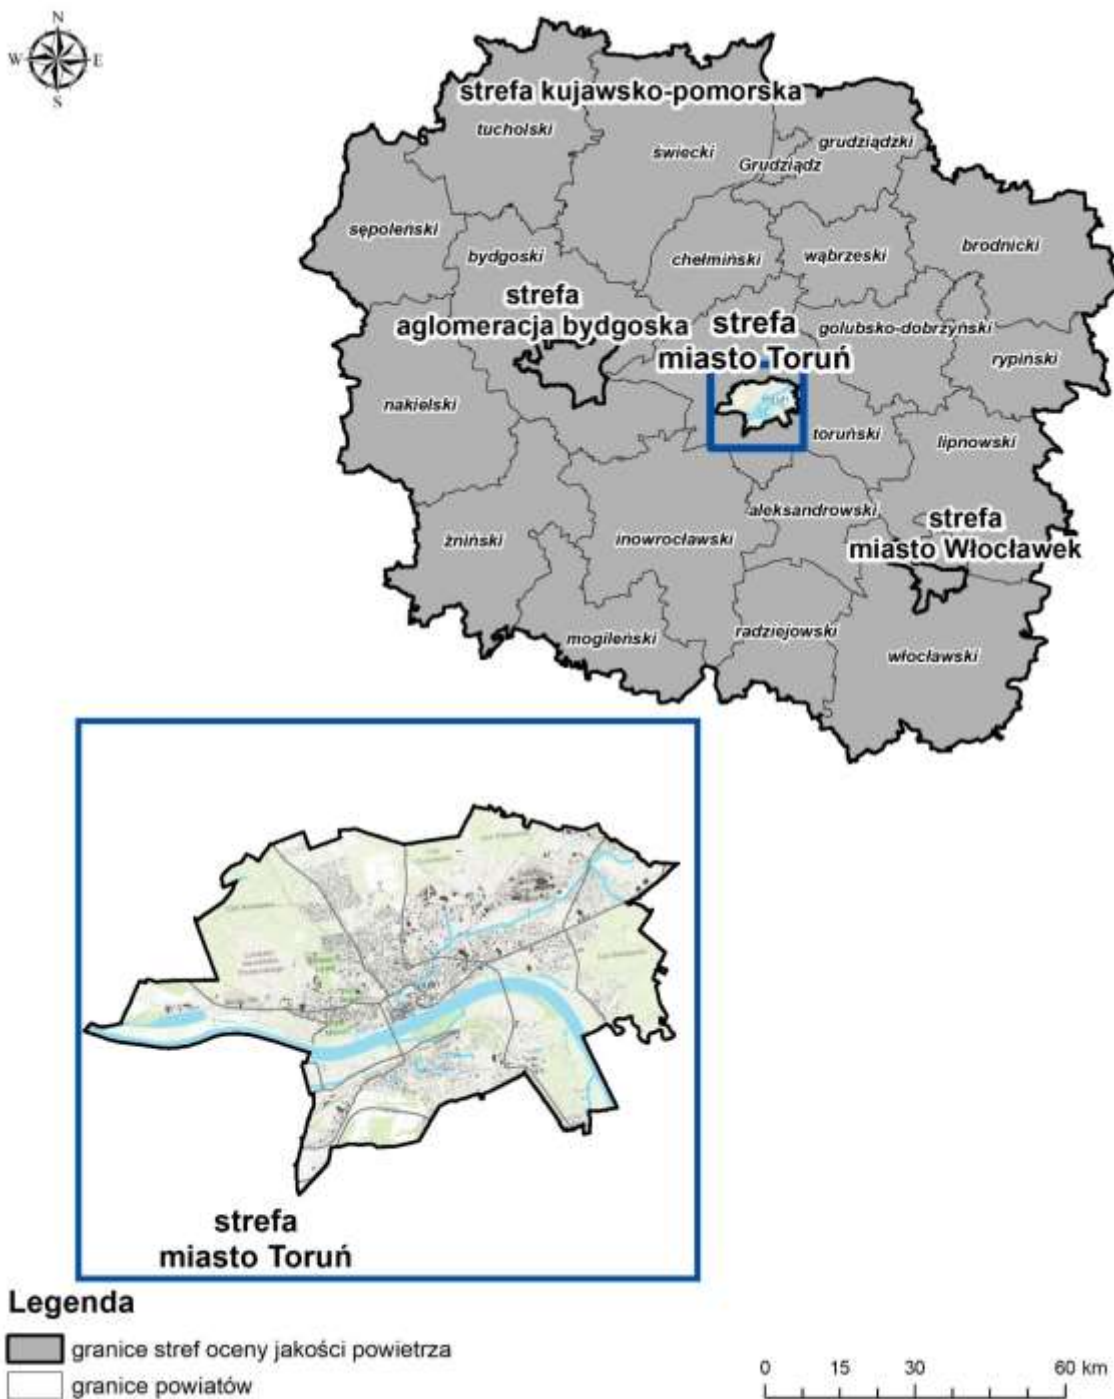 N
W E
S
strefa kujawsko-pomorska
tucholski
świecki
grudziądzki
Grudziądz
sępoleński
bydgoski
chełmiński
wąbrzeski
brodnicki
strefa
aglomeracja bydgoska
strefa
miasto Toruń
golubsko-dobrzyński
rypiński
nakielski
toruński
lipnowski
aleksandrowski
strefa
miasto Włocławek
żniński
inowrocławski
mogileński
radziejowski
włocławski
strefa
miasto Toruń
Legenda
granice stref oceny jakości powietrza
granice powiatów
0 15 30 60 km